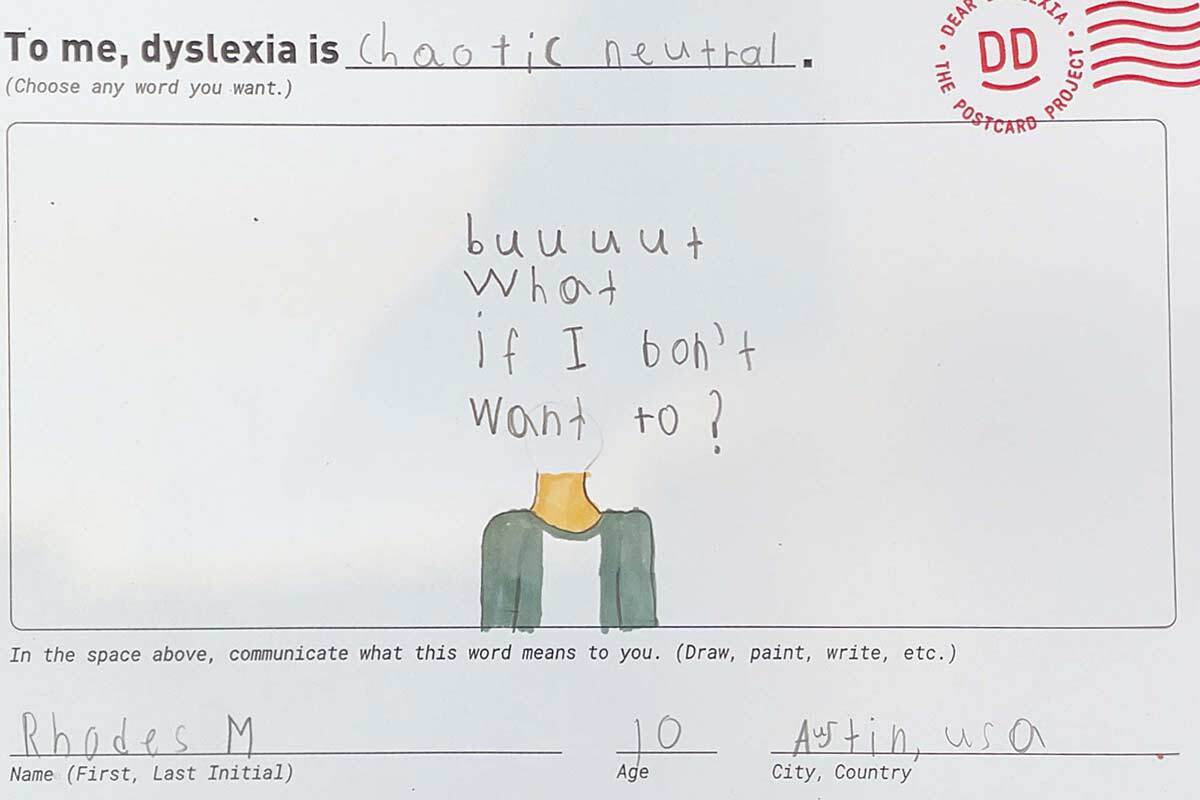 To me, dyslexia is chaotic neutral.
(Choose any word you want.)
DEAR DYSLEXIA • THE POSTCARD PROJECT •
DD
buuuut
What
if I bon't
Want to?
In the space above, communicate what this word means to you. (Draw, paint, write, etc.)
Rhodes M 10 Austin, usa
Name (First, Last Initial) Age City, Country